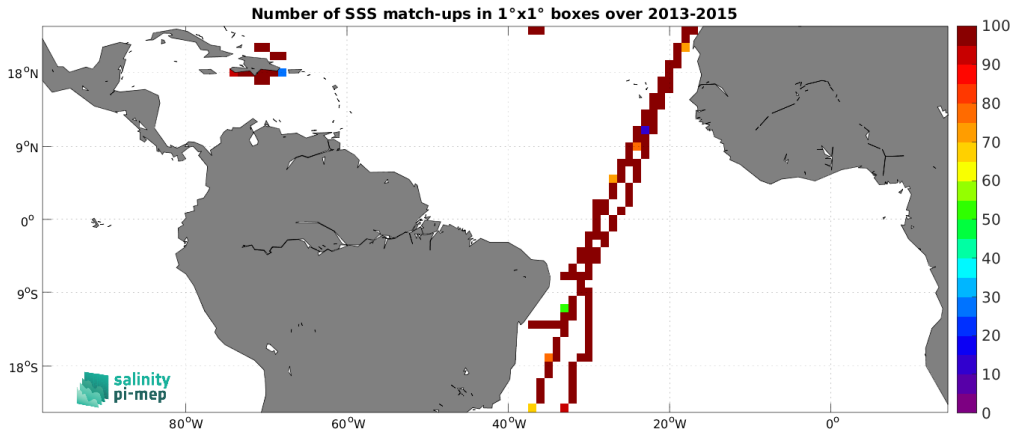 Number of SSS match-ups in 1°x1° boxes over 2013-2015
100
90
80
70
60
50
40
30
20
10
0
18°N
9°N
0°
9°S
18°S
80°W
60°W
40°W
20°W
0°
salinity
pi-mep